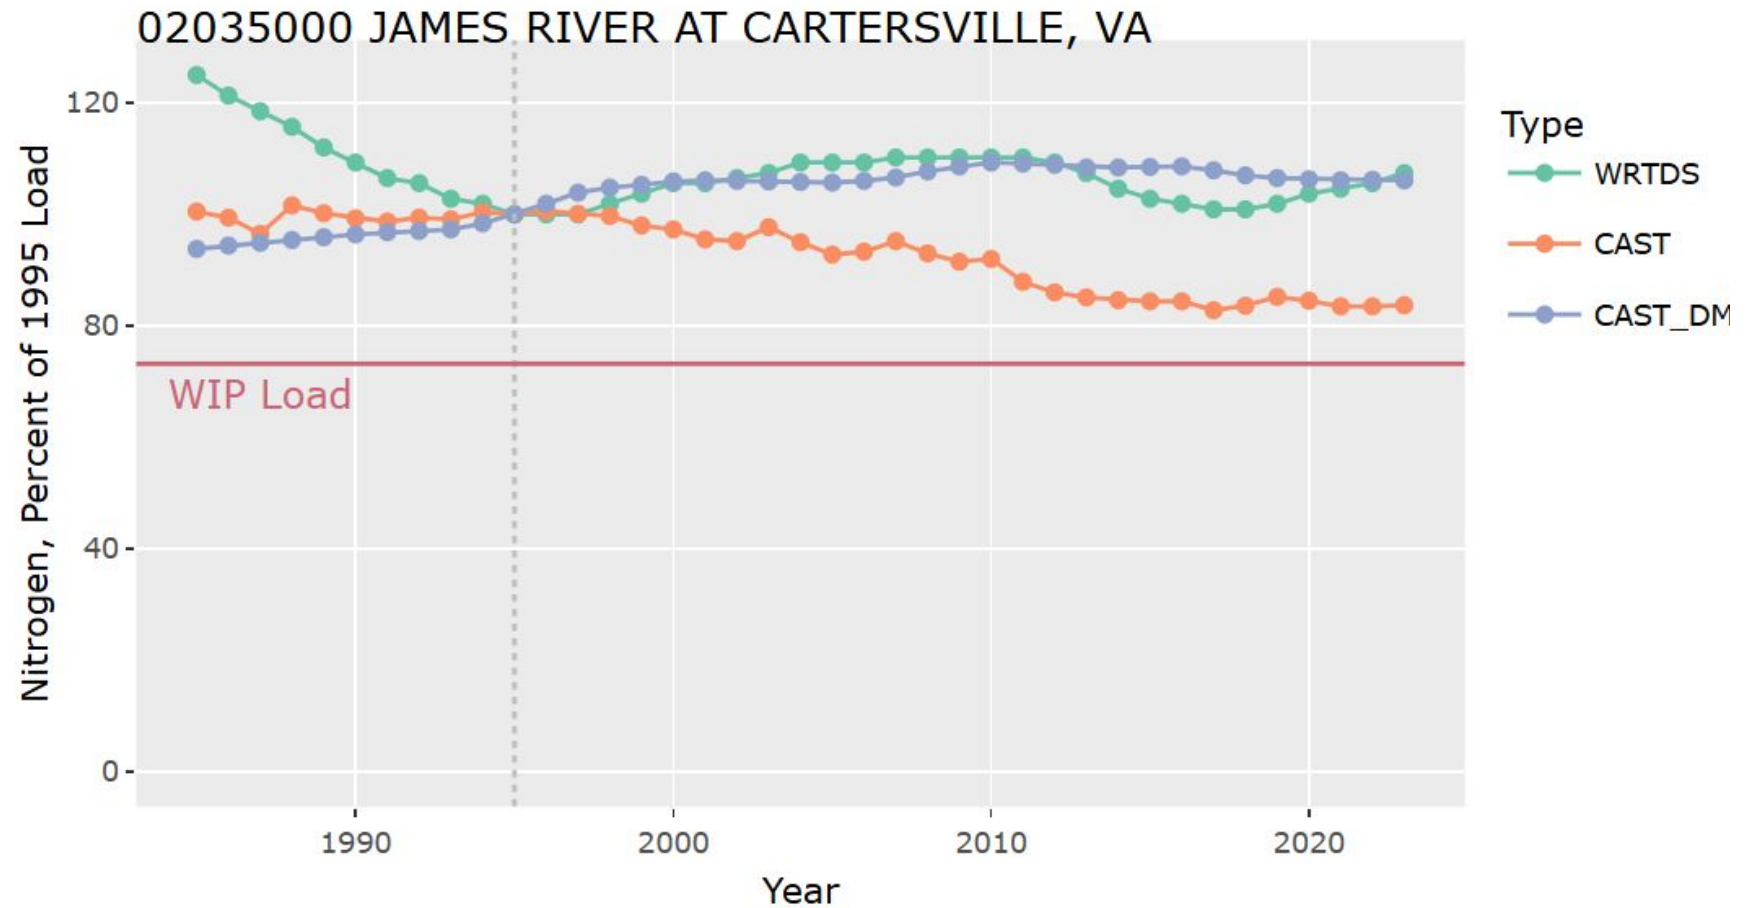 02035000 JAMES RIVER AT CARTERSVILLE, VA
Nitrogen, Percent of 1995 Load
120
80
40
0
WIP Load
1990 2000 2010 2020
Year
Type
WRTDS
CAST
CAST_DM